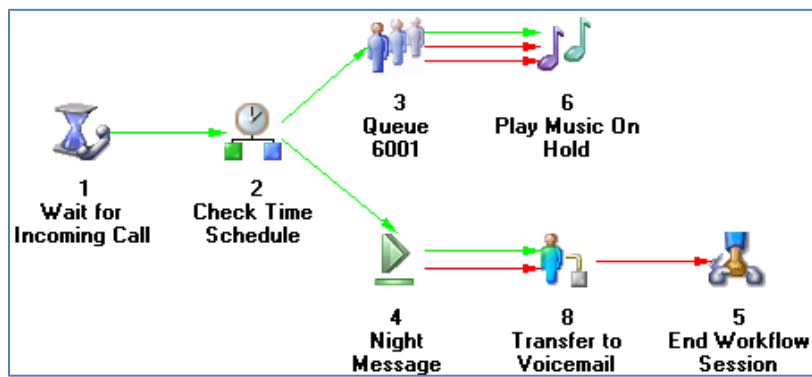 3
Queue
6001
6
Play Music On
Hold
1
Wait for
Incoming Call
2
Check Time
Schedule
4
Night
Message
8
Transfer to
Voicemail
5
End Workflow
Session